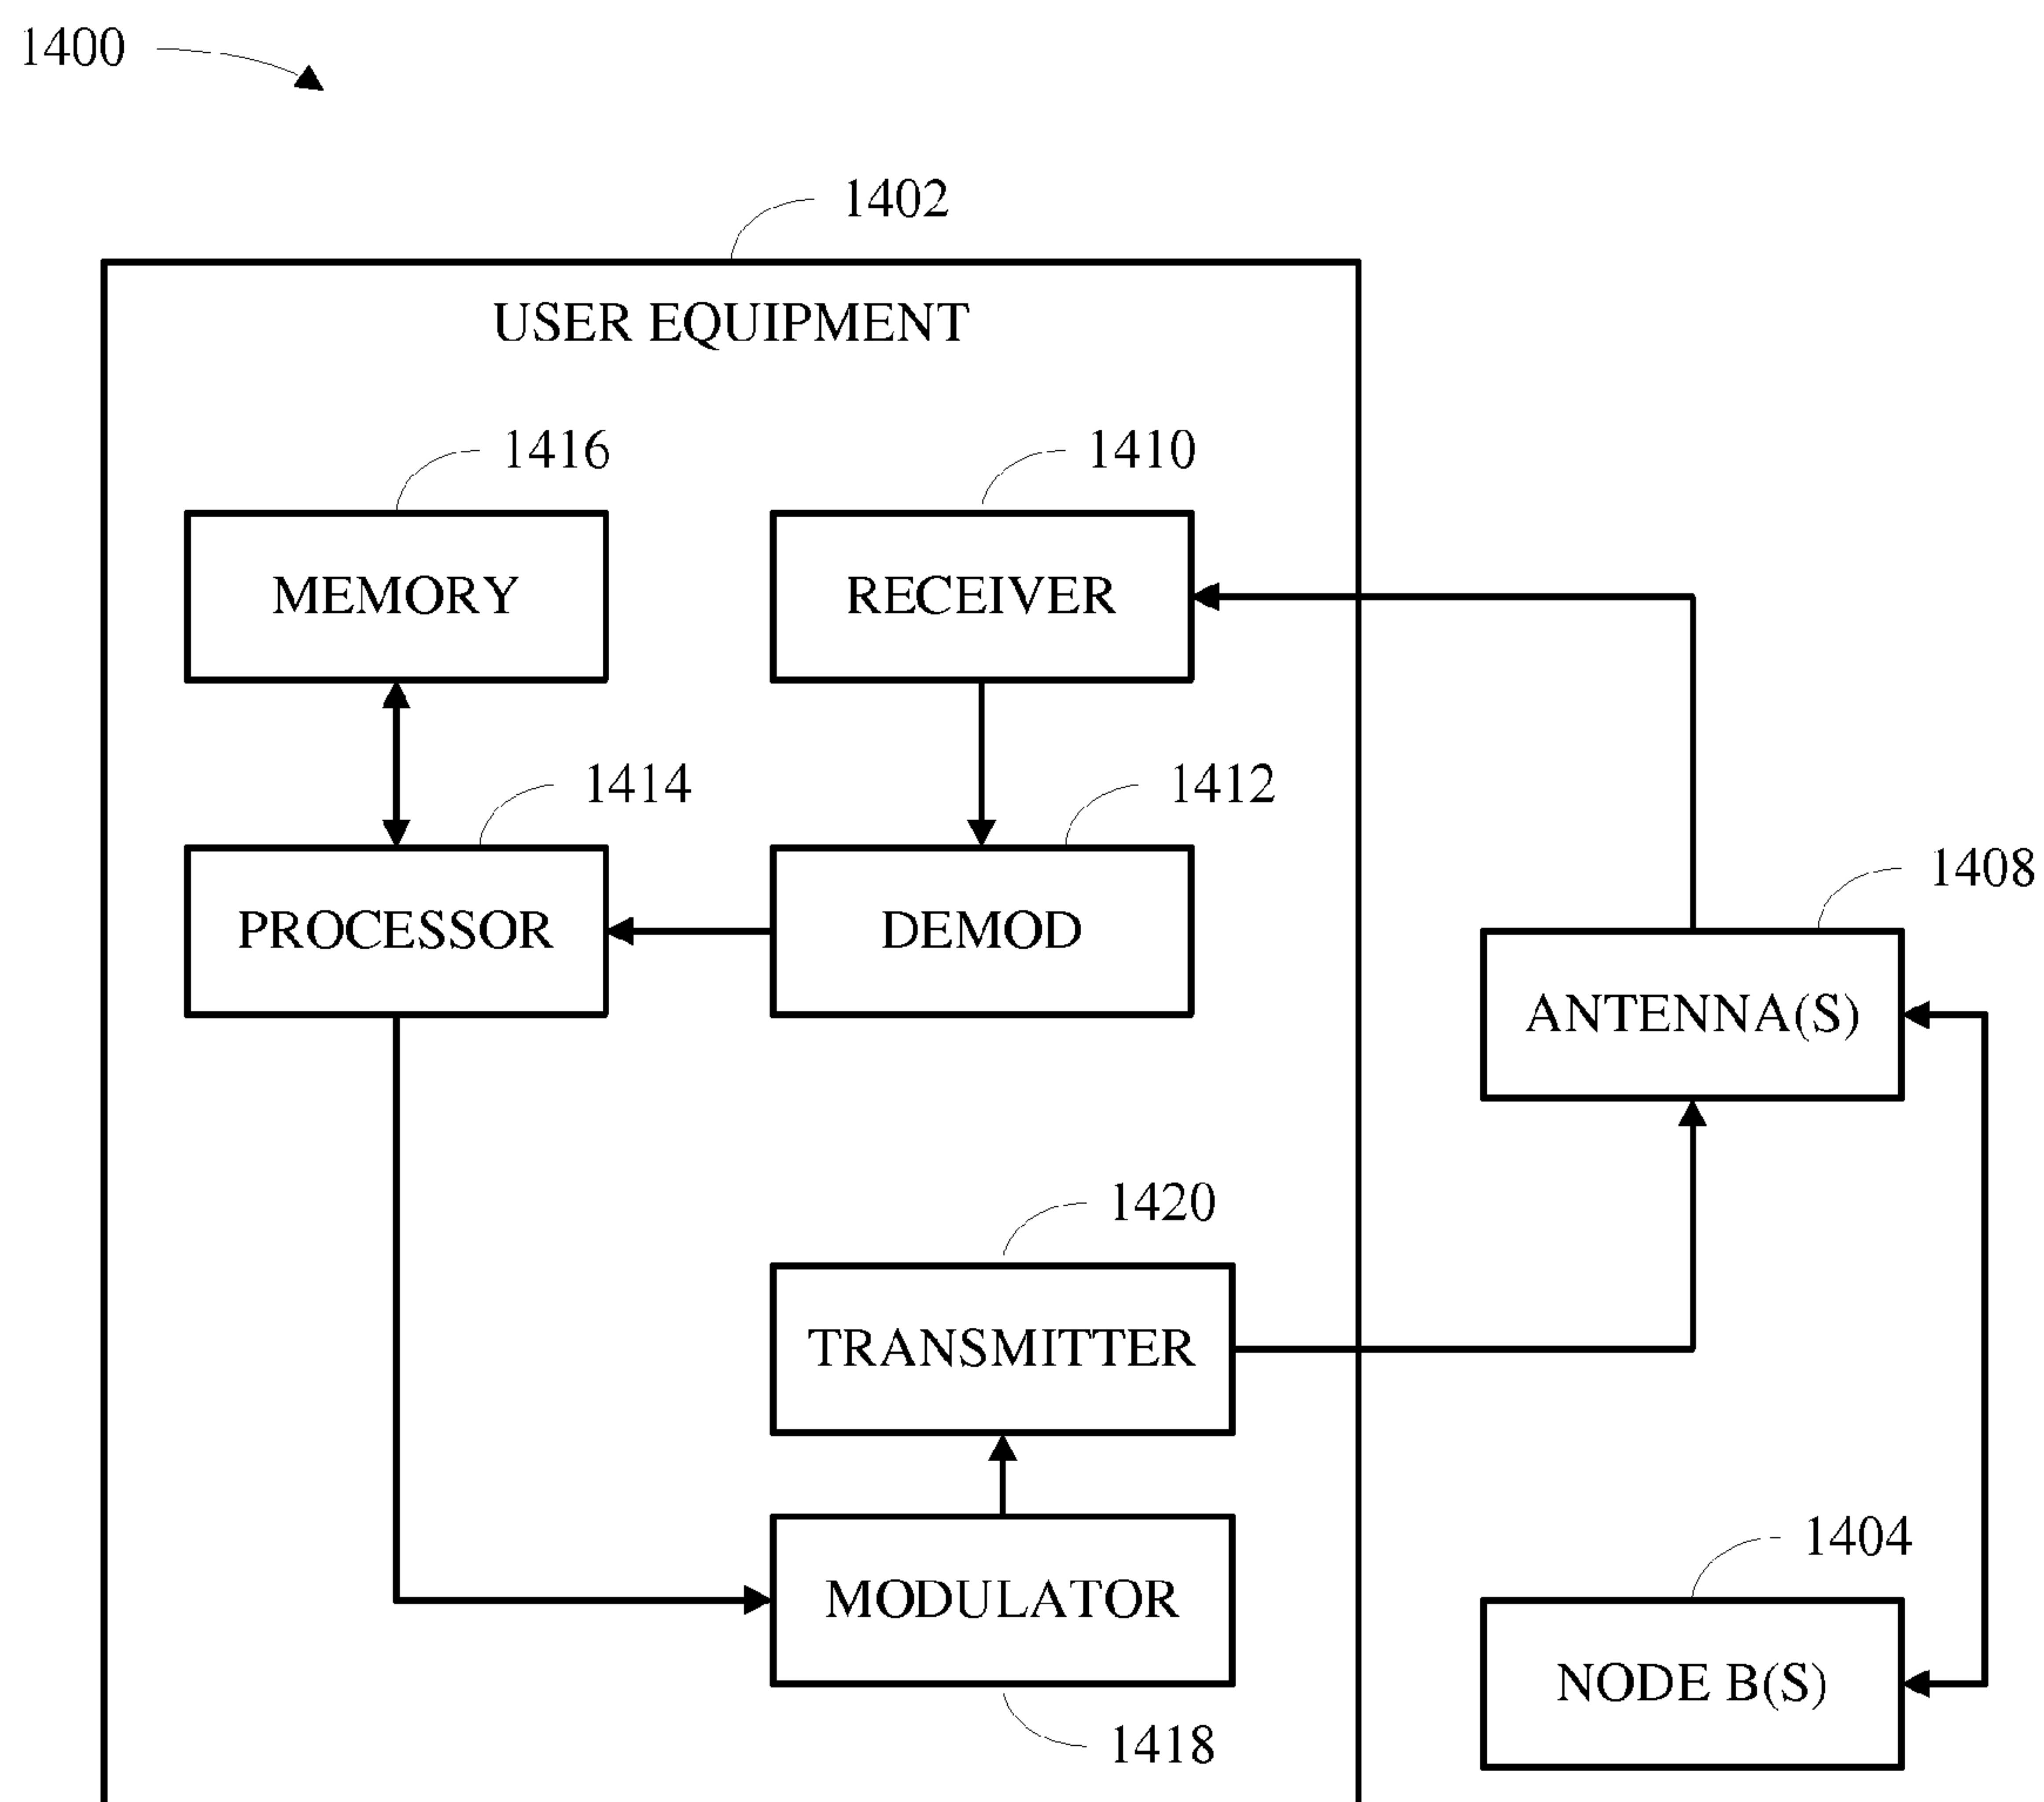 1400
1402
USER EQUIPMENT
1416
1410
MEMORY
RECEIVER
1414
1412
1408
PROCESSOR
DEMOD
ANTENNA(S)
1420
TRANSMITTER
1404
MODULATOR
NODE B(S)
1418